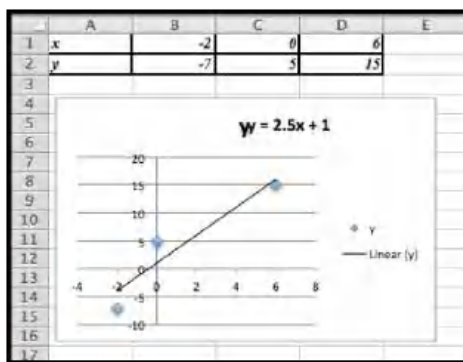 A B C D E
1 x -2 0 6
2 y -7 5 15
3
4
5 y = 2.5x + 1
6
7 20
8 15
9
10 10
11 5 y
12 0 Linear (y)
13 -4 -2 0 2 4 6 8
14 -5
15 -10
16
17